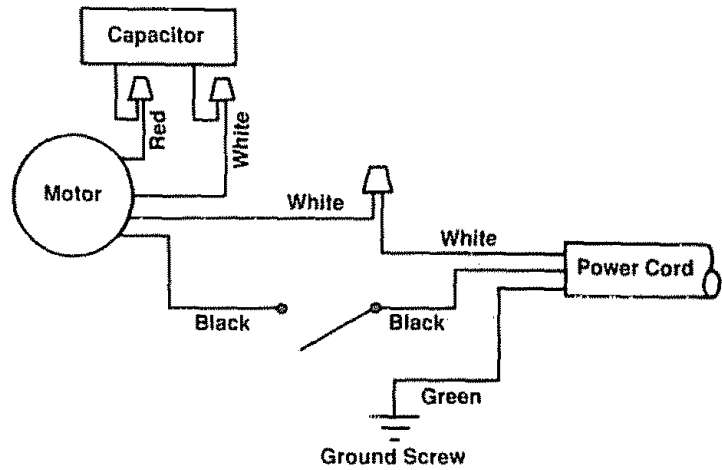 Capacitor
Red
White
Motor
White
White
Power Cord
Black
Black
Green
Ground Screw